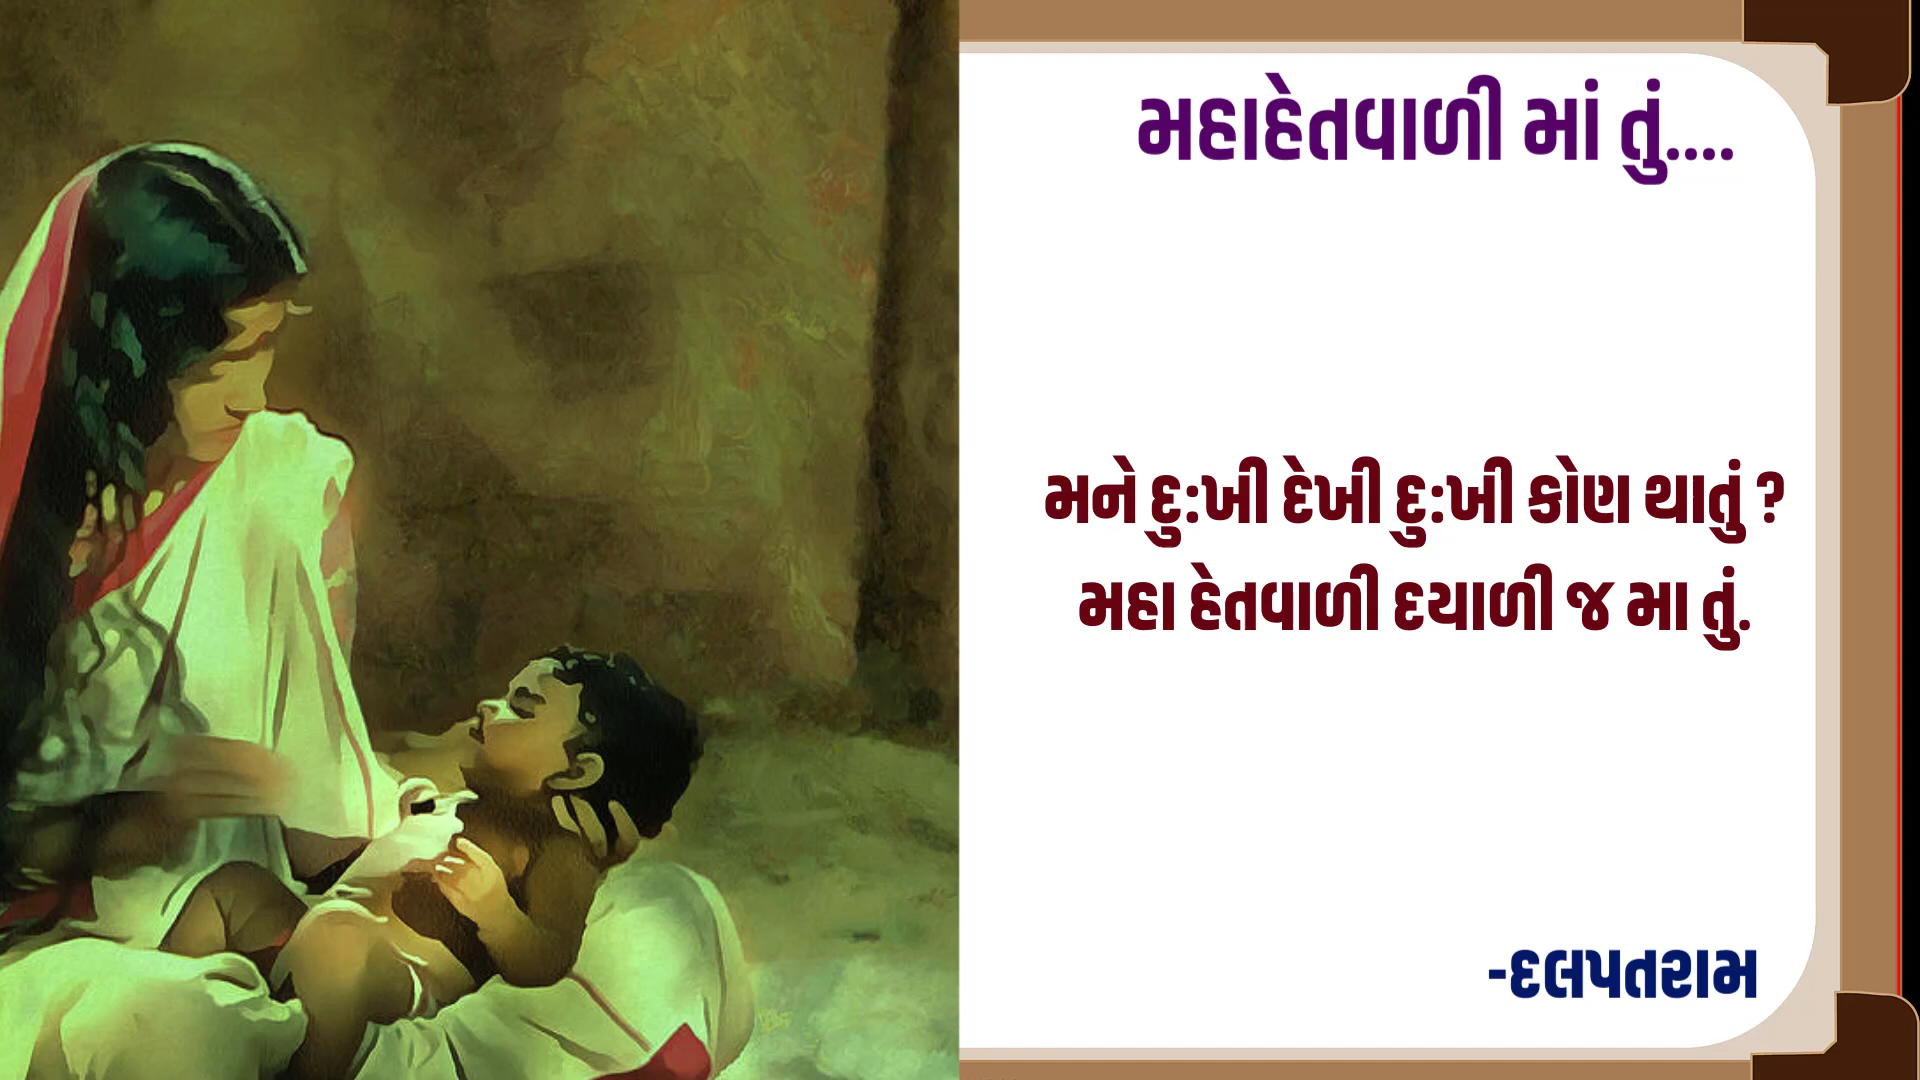 મહાહેતવાળી માં તું....
મને દુ:ખી દેખી દુ:ખી કોણ થાતું ?
મહા હેતવાળી દયાળી જ મા તું.
-દલપતરામ